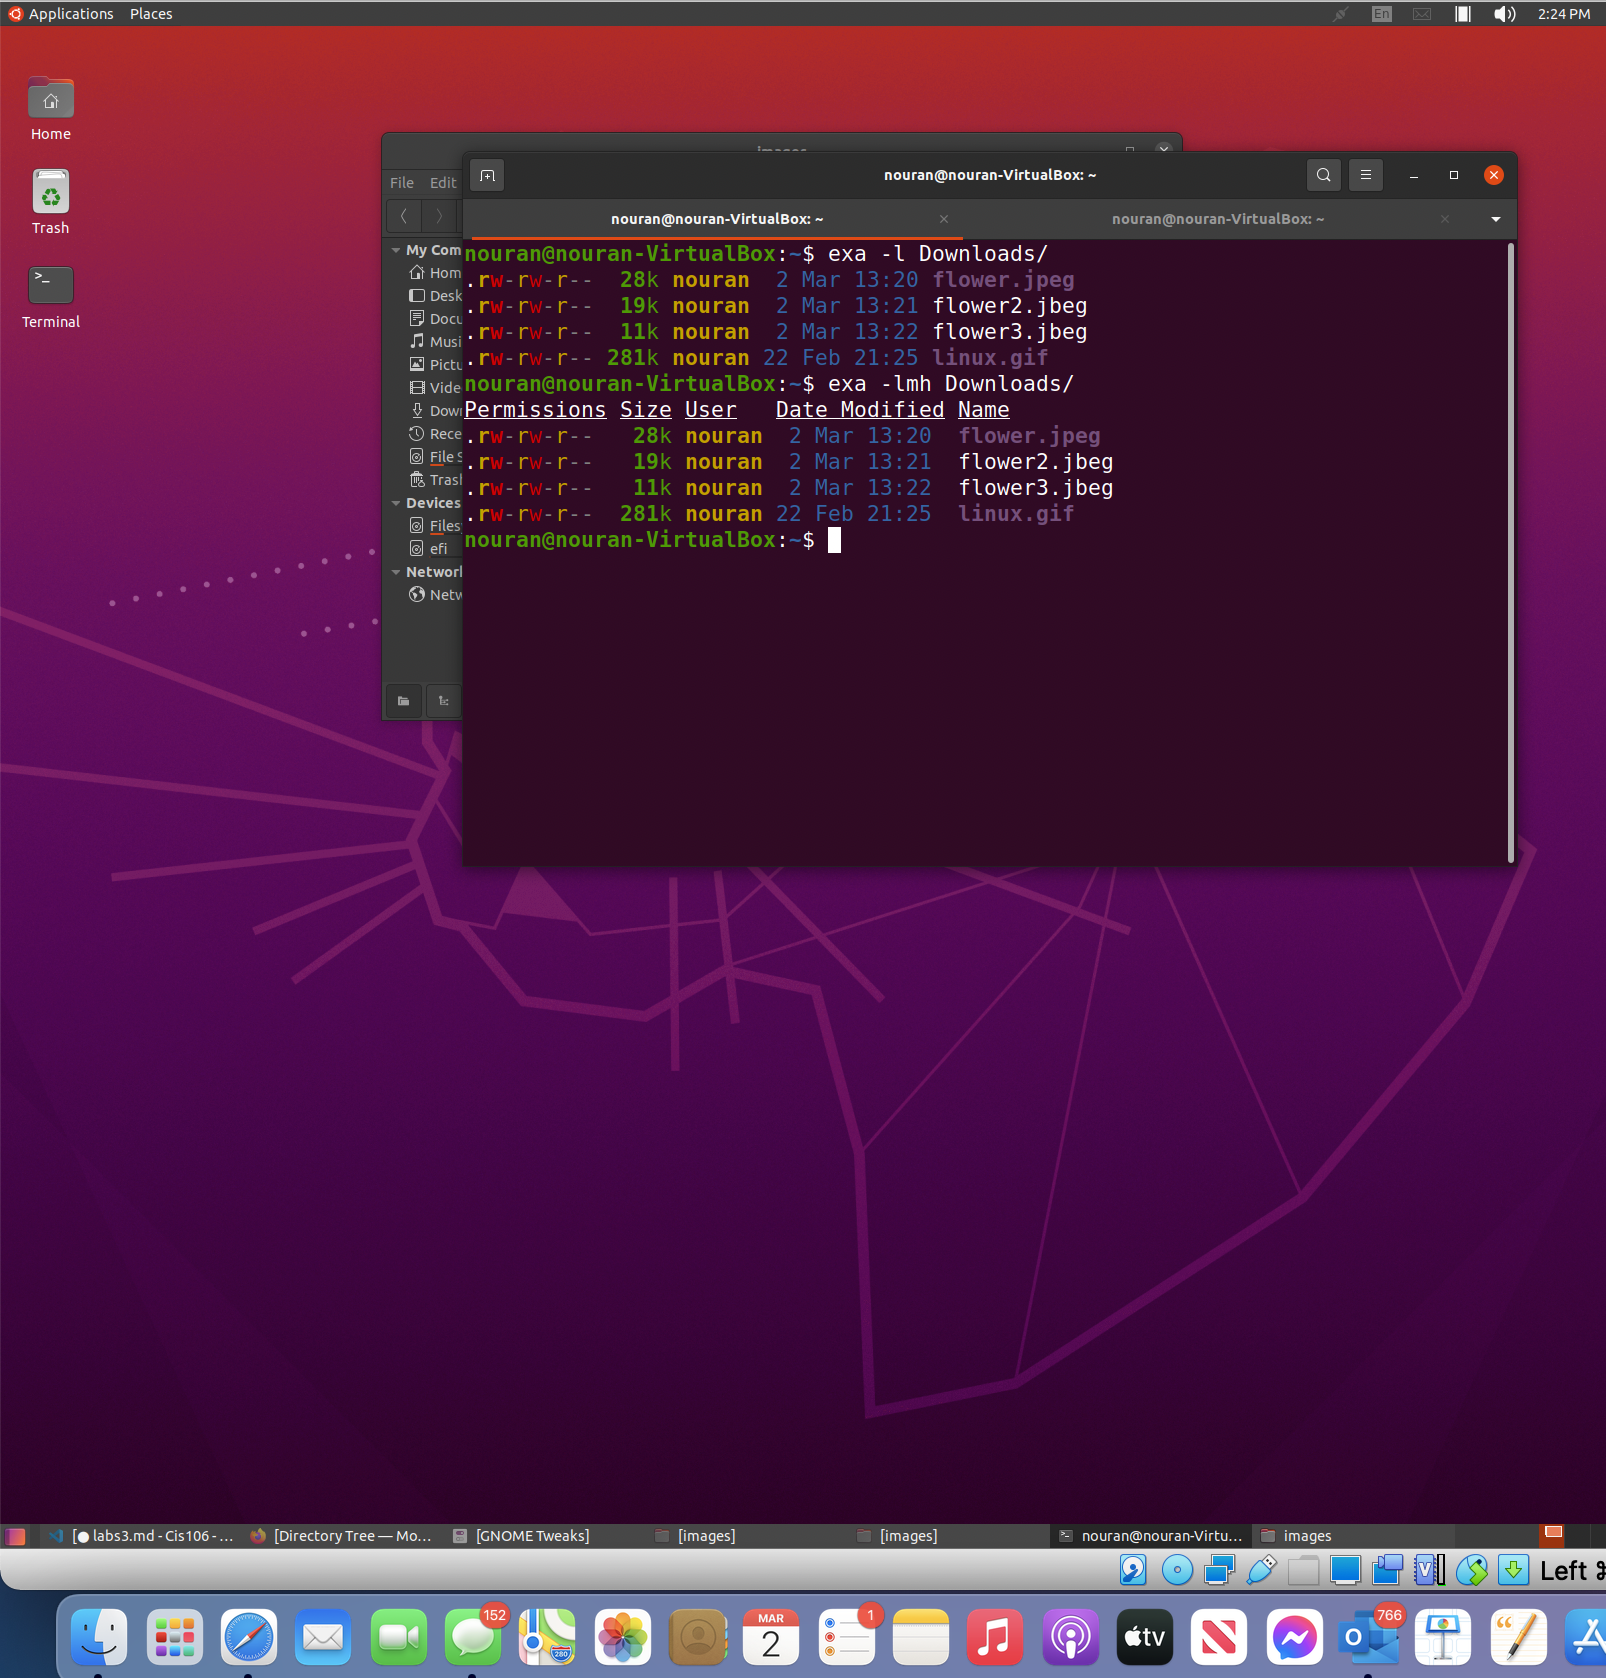 Applications Places En 2:24 PM
Home
Trash
>_
Terminal
images
File Edit
nouran@nouran-VirtualBox: ~
nouran@nouran-VirtualBox: ~ nouran@nouran-VirtualBox: ~
My Com
Hom
Desk
Docu
Musi
Pictu
Vide
Dow
Rece
File S
Tras
Devices
Files
efi
Networ
Netw
nouran@nouran-VirtualBox:~$ exa -l Downloads/
.rw-rw-r-- 28k nouran 2 Mar 13:20 flower.jpeg
.rw-rw-r-- 19k nouran 2 Mar 13:21 flower2.jbeg
.rw-rw-r-- 11k nouran 2 Mar 13:22 flower3.jbeg
.rw-rw-r-- 281k nouran 22 Feb 21:25 linux.gif
nouran@nouran-VirtualBox:~$ exa -lmh Downloads/
Permissions Size User Date Modified Name
.rw-rw-r-- 28k nouran 2 Mar 13:20 flower.jpeg
.rw-rw-r-- 19k nouran 2 Mar 13:21 flower2.jbeg
.rw-rw-r-- 11k nouran 2 Mar 13:22 flower3.jbeg
.rw-rw-r-- 281k nouran 22 Feb 21:25 linux.gif
nouran@nouran-VirtualBox:~$
[● labs3.md - Cis106 - ... [Directory Tree — Mo... [GNOME Tweaks] [images] [images] nouran@nouran-Virtu... images
Left ⌘
152 280 MAR 2 1 tv 766